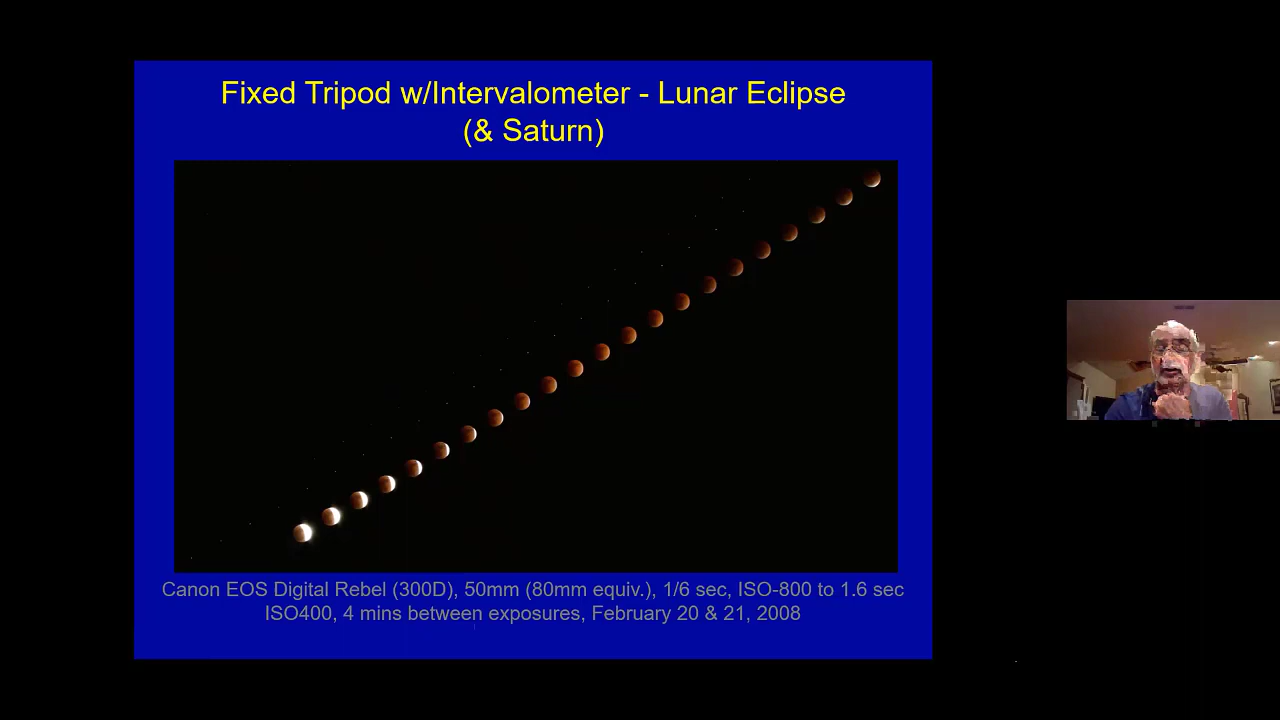 Fixed Tripod w/Intervalometer - Lunar Eclipse
(& Saturn)
Canon EOS Digital Rebel (300D), 50mm (80mm equiv.), 1/6 sec, ISO-800 to 1.6 sec
ISO400, 4 mins between exposures, February 20 & 21, 2008